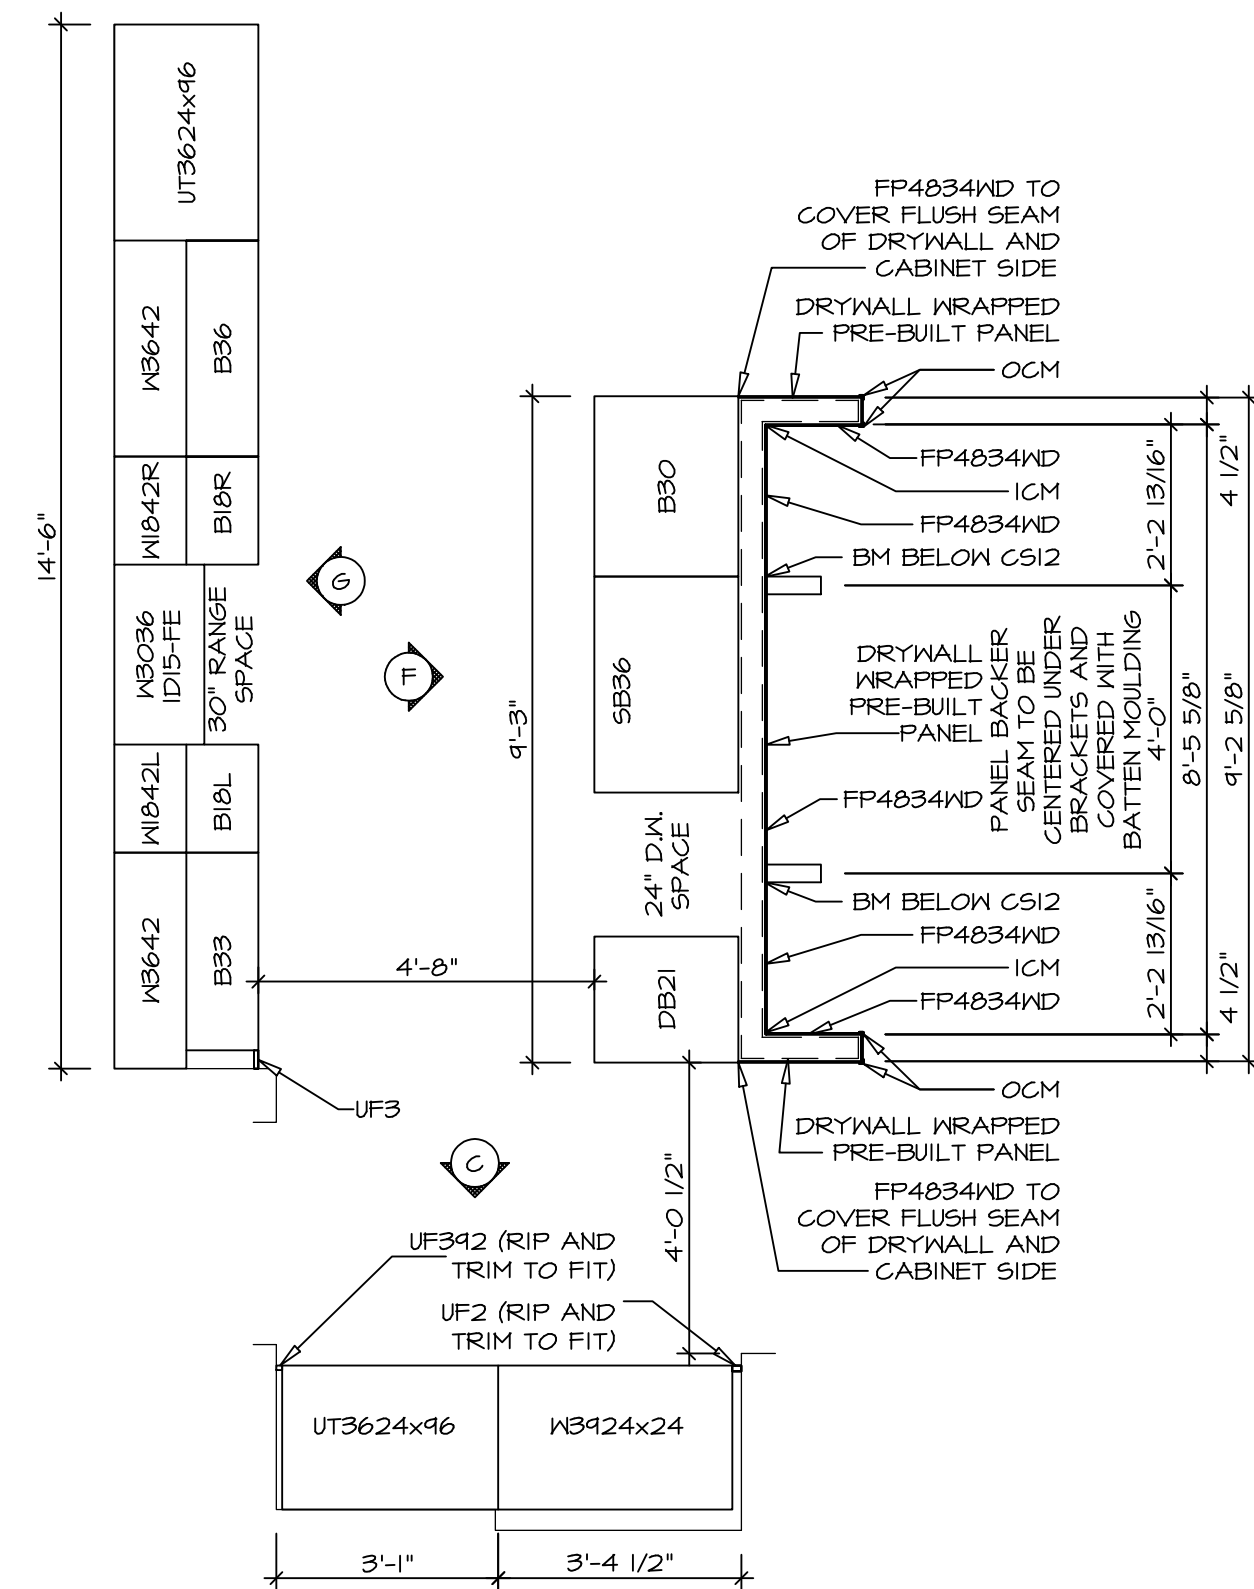 14'-6"
UT3624x96
W3642
B36
W1842R
B18R
W3036
1D15-FE
30" RANGE
SPACE
W1842L
B18L
W3642
B33
UF3
G
F
C
4'-8"
9'-3"
B30
SB36
24" D.W.
SPACE
DB21
FP4834WD TO
COVER FLUSH SEAM
OF DRYWALL AND
CABINET SIDE
DRYWALL WRAPPED
PRE-BUILT PANEL
OCM
FP4834WD
ICM
FP4834WD
BM BELOW CS12
DRYWALL
WRAPPED
PRE-BUILT
PANEL
PANEL BACKER
SEAM TO BE
CENTERED UNDER
BRACKETS AND
COVERED WITH
BATTEN MOULDING
FP4834WD
BM BELOW CS12
FP4834WD
ICM
FP4834WD
OCM
DRYWALL WRAPPED
PRE-BUILT PANEL
FP4834WD TO
COVER FLUSH SEAM
OF DRYWALL AND
CABINET SIDE
2'-2 13/16"
4'-0"
2'-2 13/16"
4 1/2"
8'-5 5/8"
4 1/2"
9'-2 5/8"
4'-0 1/2"
UF392 (RIP AND
TRIM TO FIT)
UF2 (RIP AND
TRIM TO FIT)
UT3624x96
W3924x24
3'-1"
3'-4 1/2"